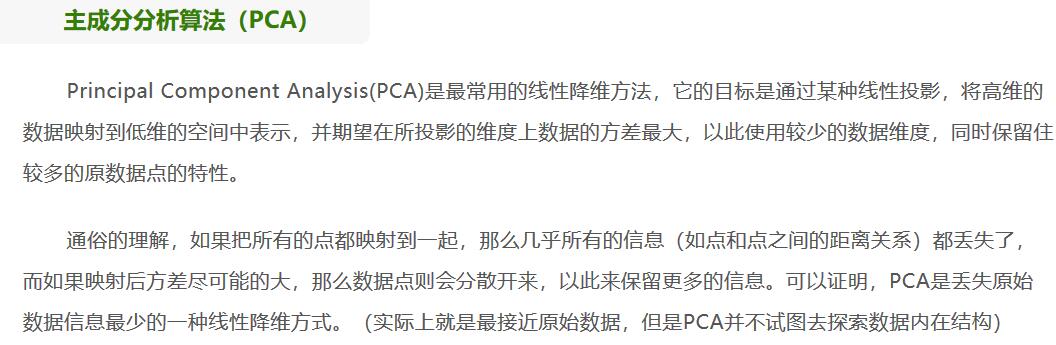 主成分分析算法（PCA）
Principal Component Analysis(PCA)是最常用的线性降维方法，它的目标是通过某种线性投影，将高维的
数据映射到低维的空间中表示，并期望在所投影的维度上数据的方差最大，以此使用较少的数据维度，同时保留住
较多的原数据点的特性。
通俗的理解，如果把所有的点都映射到一起，那么几乎所有的信息（如点和点之间的距离关系）都丢失了，
而如果映射后方差尽可能的大，那么数据点则会分散开来，以此来保留更多的信息。可以证明，PCA是丢失原始
数据信息最少的一种线性降维方式。（实际上就是最接近原始数据，但是PCA并不试图去探索数据内在结构）